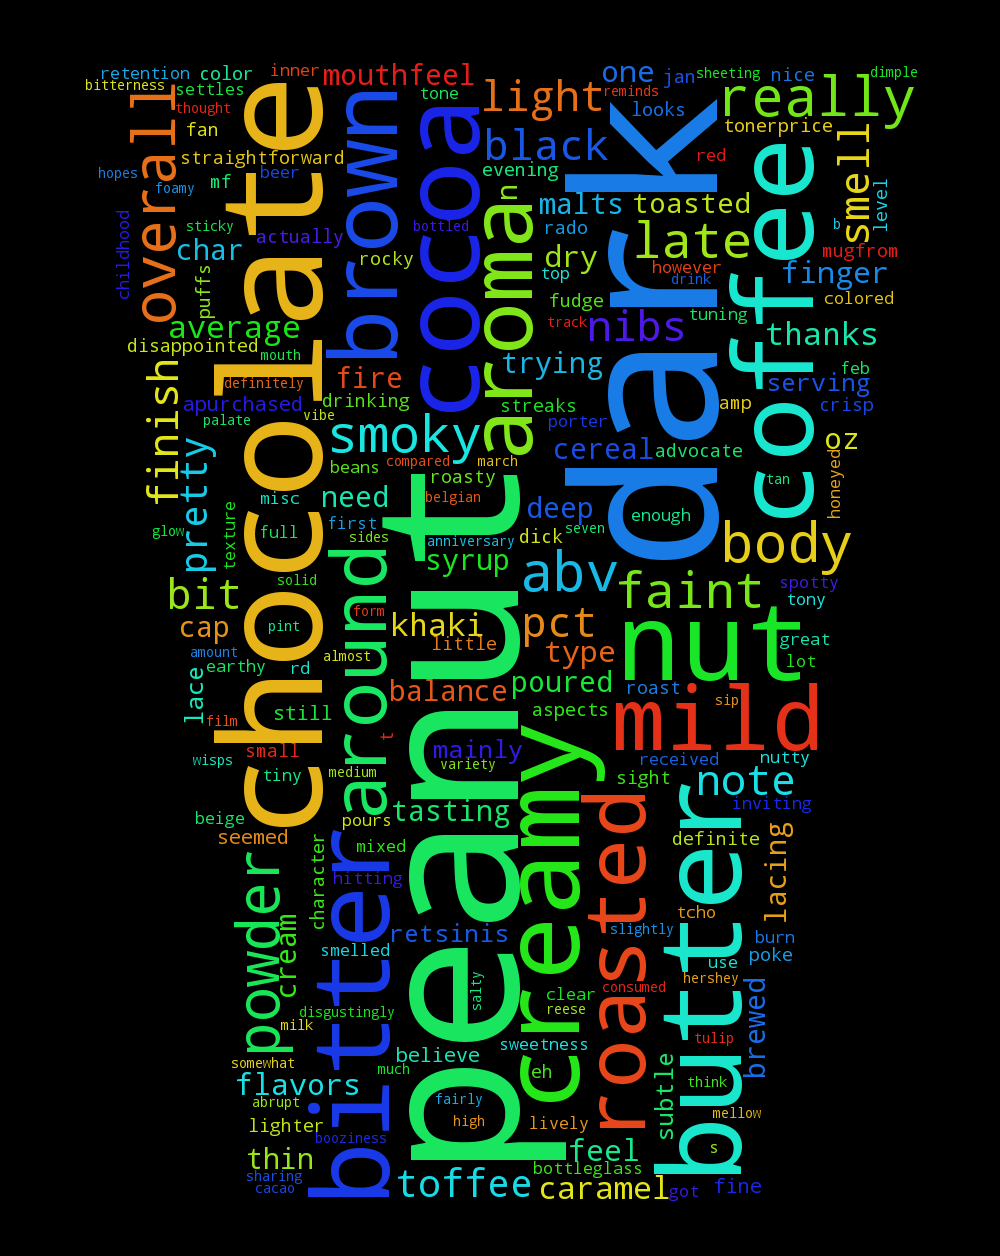 retention
color
inner
mouthfeel
one
jan
sheeting
nice
dimple
bitterness
settles
tone
light
reminds
looks
really
thought
fan
overall
chocolate
brown
cocoa
black
dark
tonerprice
coffee
smell
straightforward
beer
evening
red
hopes
foamy
mf
aroma
n
malts
toasted
level
childhood
sticky
actually
bottled
rado
late
b
mugfrom
char
rocky
dry
top
however
drink
finger
puffs
fudge
colored
average
track
nibs
tuning
thanks
disappointed
mouth
trying
finish
definitely
fire
feb
serving
apurchased
vibe
drinking
streaks
amp
crisp
palate
smoky
porter
pretty
beans
compared
march
cereal
advocate
oz
honeyed
misc
need
roasty
belgian
deep
enough
tan
glow
texture
full
first
sides
anniversary
dick
seven
body
peanut
syrup
abv
bit
solid
around
faint
spotty
tony
cap
pint
form
khaki
pct
nut
amount
earthy
rd
almost
little
type
great
lot
lace
balance
poured
roast
mild
sip
film
still
aspects
small
t
mainly
wisps
tiny
medium
variety
creamy
received
nutty
sight
note
inviting
beige
pours
tasting
roasted
butter
seemed
mixed
definite
lacing
powder
bitter
character
hitting
cream
retsinis
tcho
slightly
burn
smelled
salty
use
poke
hershey
consumed
clear
reese
brewed
disgustingly
milk
tulip
somewhat
believe
sweetness
much
eh
subtle
think
flavors
abrupt
fairly
mellow
lighter
high
lively
booziness
s
thin
feel
sharing
bottleglass
cacao
toffee
caramel
got
fine